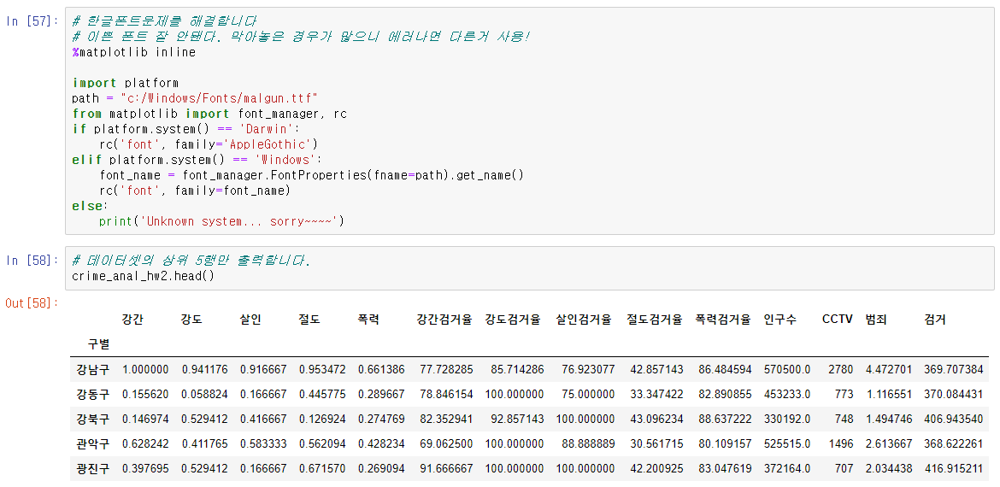 In [57]:
# 한글폰트문제를 해결합니다
# 이쁜 폰트 잘 안됀다. 막아놓은 경우가 많으니 에러나면 다른거 사용!
%matplotlib inline
import platform
path = "c:/Windows/Fonts/malgun.ttf"
from matplotlib import font_manager, rc
if platform.system() == 'Darwin':
    rc('font', family='AppleGothic')
elif platform.system() == 'Windows':
    font_name = font_manager.FontProperties(fname=path).get_name()
    rc('font', family=font_name)
else:
    print('Unknown system... sorry~~~~')
In [58]:
# 데이터셋의 상위 5행만 출력합니다.
crime_anal_hw2.head()
Out[58]:
강간 강도 살인 절도 폭력 강간검거율 강도검거율 살인검거율 절도검거율 폭력검거율 인구수 CCTV 범죄 검거
구별
강남구 1.000000 0.941176 0.916667 0.953472 0.661386 77.728285 85.714286 76.923077 42.857143 86.484594 570500.0 2780 4.472701 369.707384
강동구 0.155620 0.058824 0.166667 0.445775 0.289667 78.846154 100.000000 75.000000 33.347422 82.890855 453233.0 773 1.116551 370.084431
강북구 0.146974 0.529412 0.416667 0.126924 0.274769 82.352941 92.857143 100.000000 43.096234 88.637222 330192.0 748 1.494746 406.943540
관악구 0.628242 0.411765 0.583333 0.562094 0.428234 69.062500 100.000000 88.888889 30.561715 80.109157 525515.0 1496 2.613667 368.622261
광진구 0.397695 0.529412 0.166667 0.671570 0.269094 91.666667 100.000000 100.000000 42.200925 83.047619 372164.0 707 2.034438 416.915211